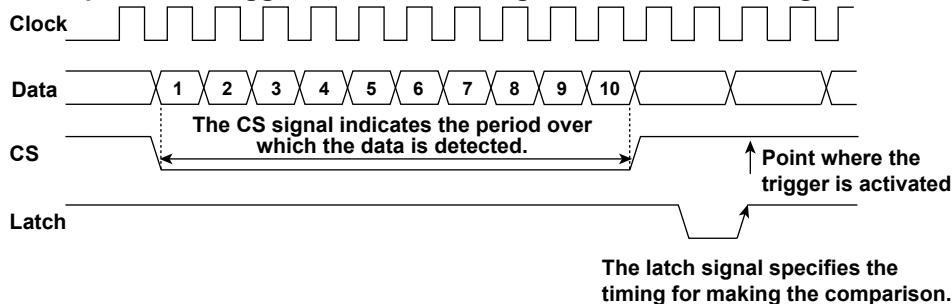 Clock
Data
1 2 3 4 5 6 7 8 9 10
The CS signal indicates the period over
which the data is detected.
CS
Point where the
trigger is activated
Latch
The latch signal specifies the
timing for making the comparison.